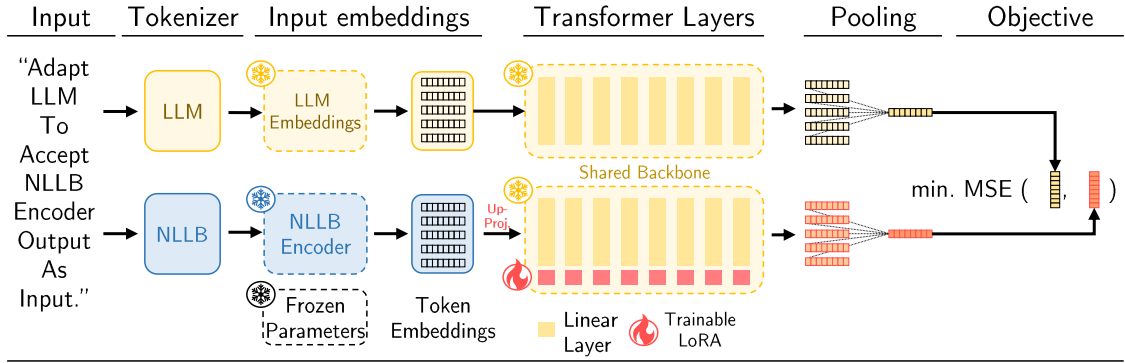 Input
Tokenizer
Input embeddings
Transformer Layers
Pooling
Objective
“Adapt
LLM
To
Accept
NLLB
Encoder
Output
As
Input.”
LLM
LLM
Embeddings
Shared Backbone
NLLB
NLLB
Encoder
Up-
Proj.
min. MSE ( , )
Frozen
Parameters
Token
Embeddings
Linear
Layer
Trainable
LoRA